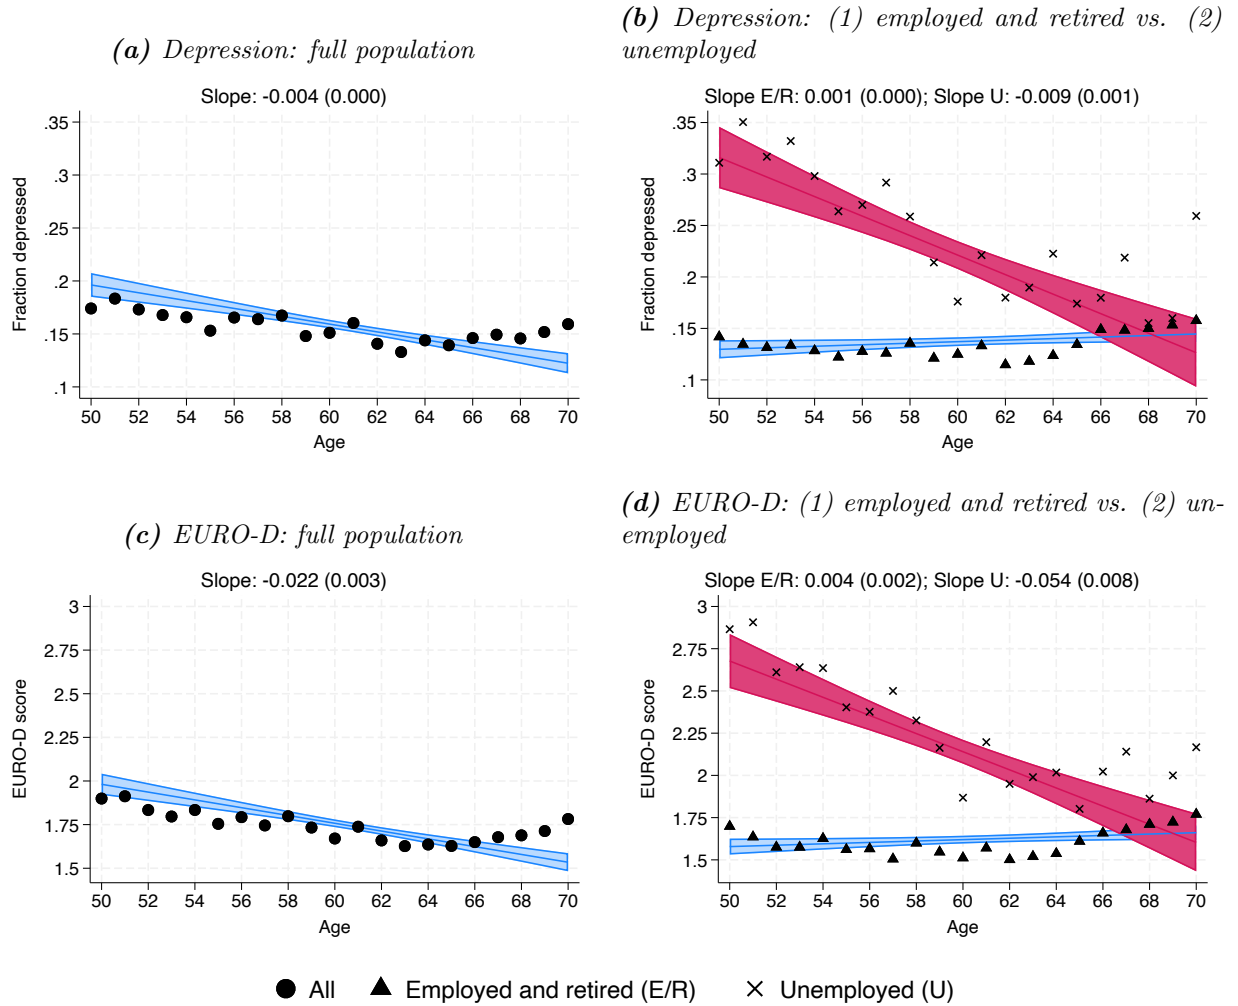 (a) Depression: full population
Slope: -0.004 (0.000)
Fraction depressed
.35
.3
.25
.2
.15
.1
50 52 54 56 58 60 62 64 66 68 70
Age
(b) Depression: (1) employed and retired vs. (2)
unemployed
Slope E/R: 0.001 (0.000); Slope U: -0.009 (0.001)
Fraction depressed
.35
.3
.25
.2
.15
.1
50 52 54 56 58 60 62 64 66 68 70
Age
(c) EURO-D: full population
Slope: -0.022 (0.003)
EURO-D score
3
2.75
2.5
2.25
2
1.75
1.5
50 52 54 56 58 60 62 64 66 68 70
Age
(d) EURO-D: (1) employed and retired vs. (2) un-
employed
Slope E/R: 0.004 (0.002); Slope U: -0.054 (0.008)
EURO-D score
3
2.75
2.5
2.25
2
1.75
1.5
50 52 54 56 58 60 62 64 66 68 70
Age
All Employed and retired (E/R) Unemployed (U)